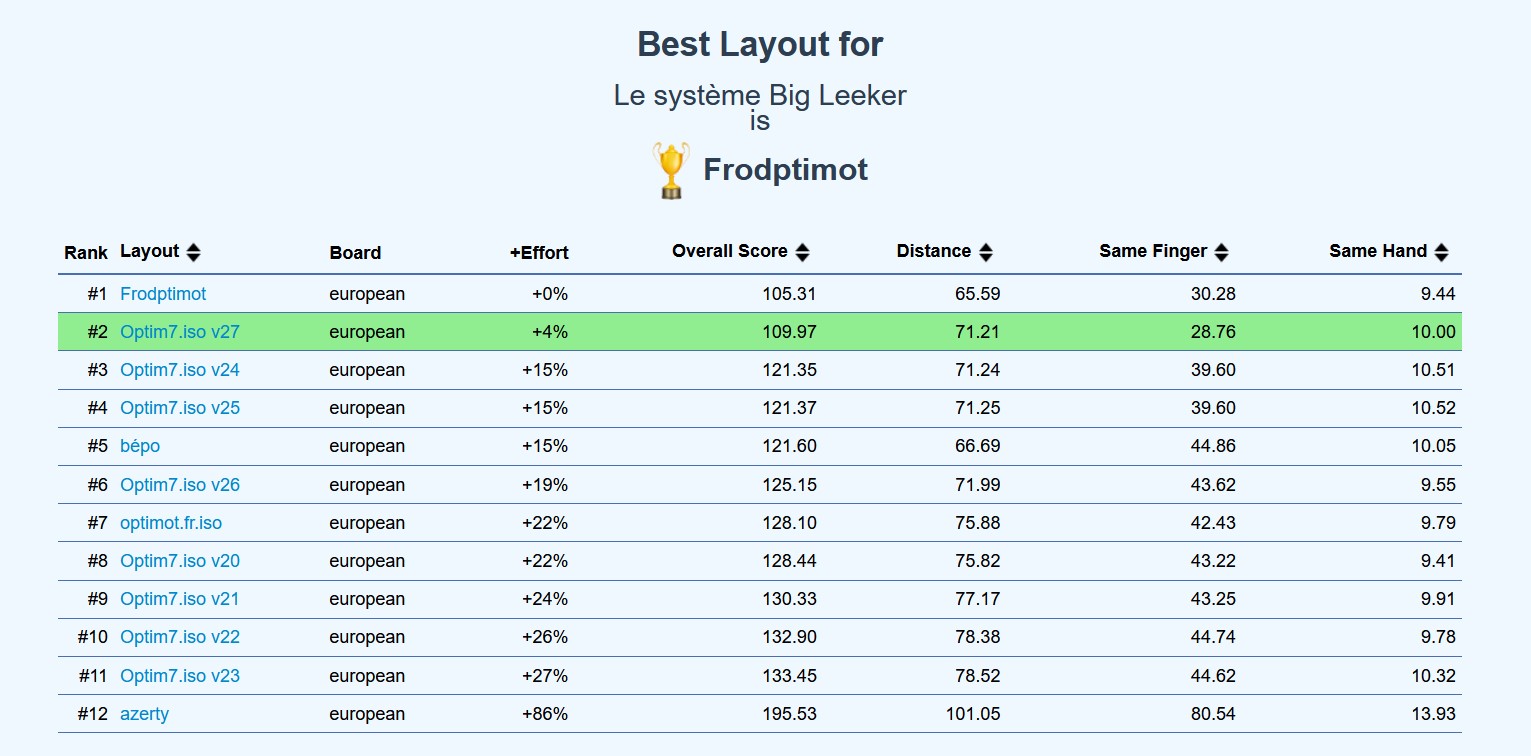 Best Layout for
Le système Big Leeker
is
Frodptimot
Rank Layout Board +Effort Overall Score Distance Same Finger Same Hand
#1 Frodptimot european +0% 105.31 65.59 30.28 9.44
#2 Optim7.iso v27 european +4% 109.97 71.21 28.76 10.00
#3 Optim7.iso v24 european +15% 121.35 71.24 39.60 10.51
#4 Optim7.iso v25 european +15% 121.37 71.25 39.60 10.52
#5 bépo european +15% 121.60 66.69 44.86 10.05
#6 Optim7.iso v26 european +19% 125.15 71.99 43.62 9.55
#7 optimot.fr.iso european +22% 128.10 75.88 42.43 9.79
#8 Optim7.iso v20 european +22% 128.44 75.82 43.22 9.41
#9 Optim7.iso v21 european +24% 130.33 77.17 43.25 9.91
#10 Optim7.iso v22 european +26% 132.90 78.38 44.74 9.78
#11 Optim7.iso v23 european +27% 133.45 78.52 44.62 10.32
#12 azerty european +86% 195.53 101.05 80.54 13.93